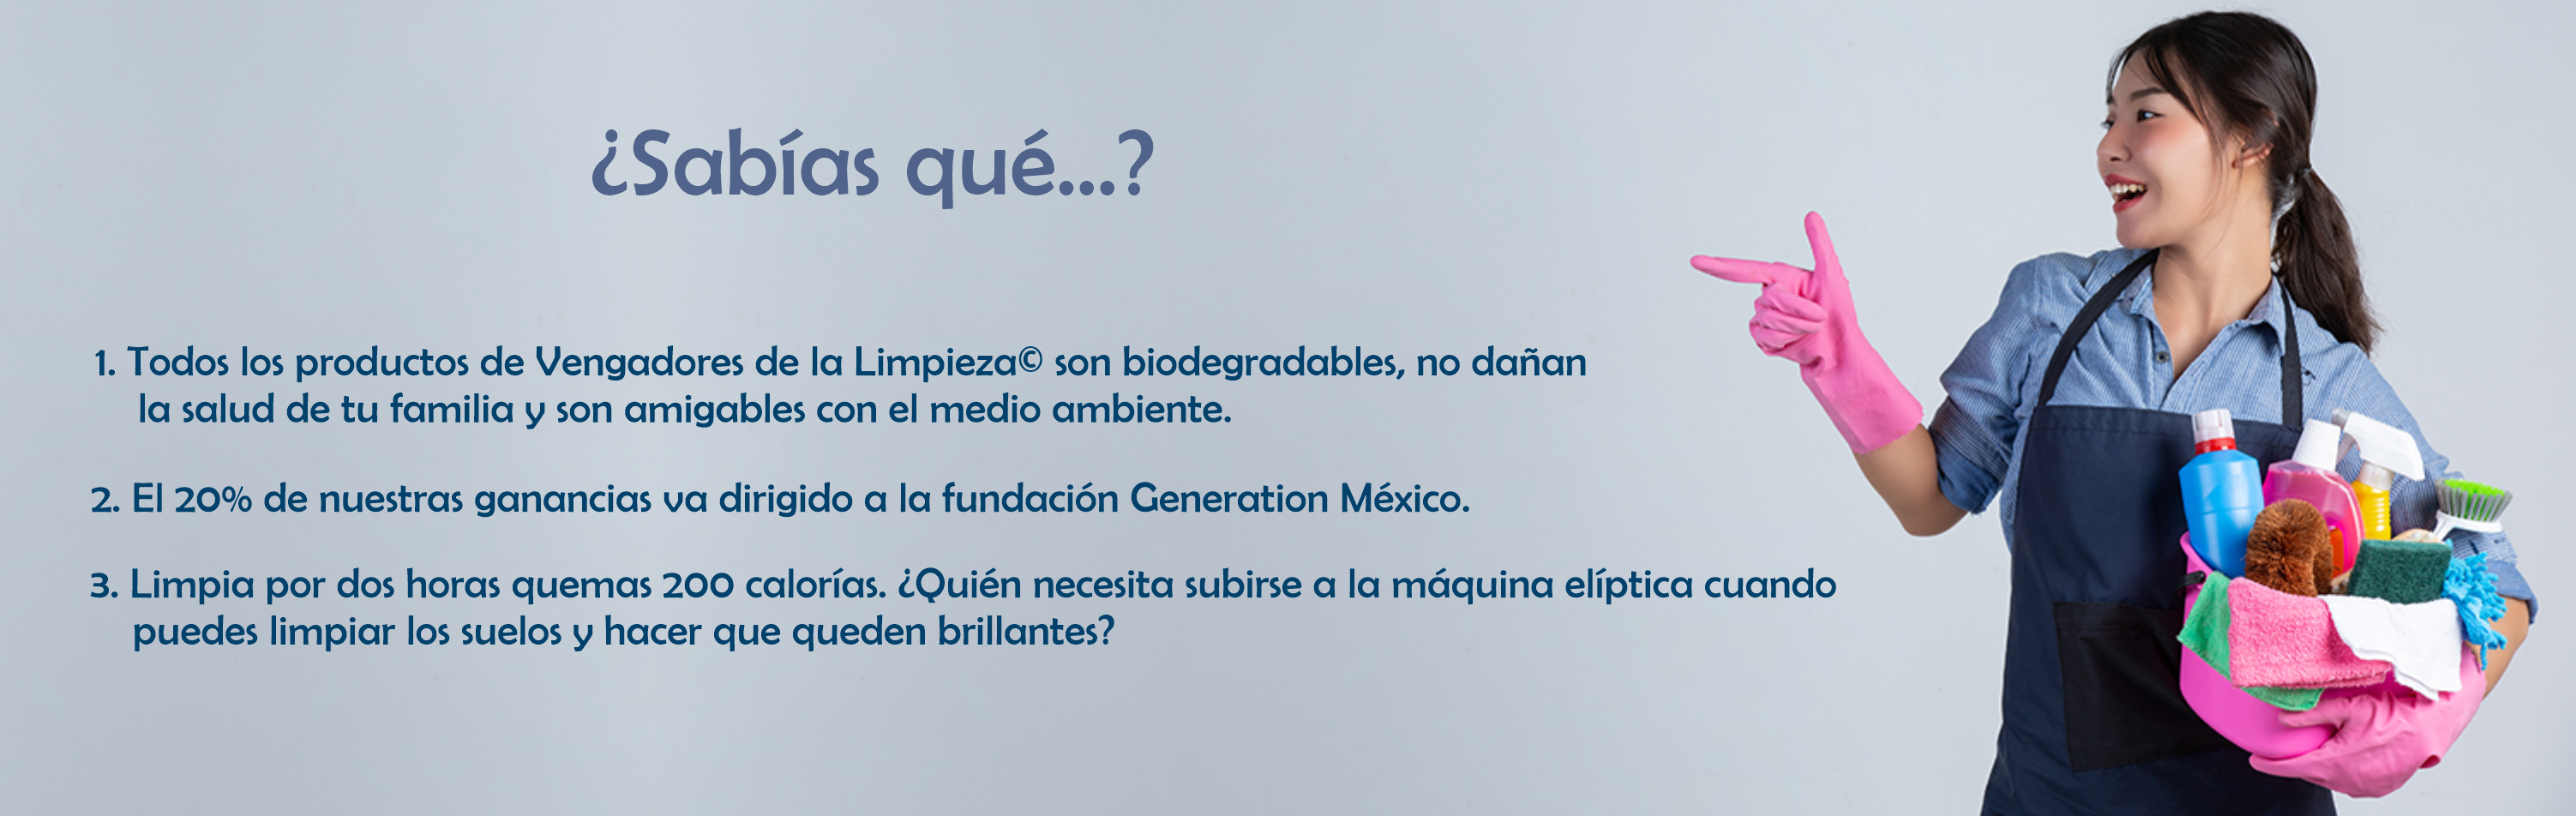 ¿Sabías qué...?
1. Todos los productos de Vengadores de la Limpieza© son biodegradables, no dañan
la salud de tu familia y son amigables con el medio ambiente.
2. El 20% de nuestras ganancias va dirigido a la fundación Generation México.
3. Limpia por dos horas quemas 200 calorías. ¿Quién necesita subirse a la máquina elíptica cuando
puedes limpiar los suelos y hacer que queden brillantes?